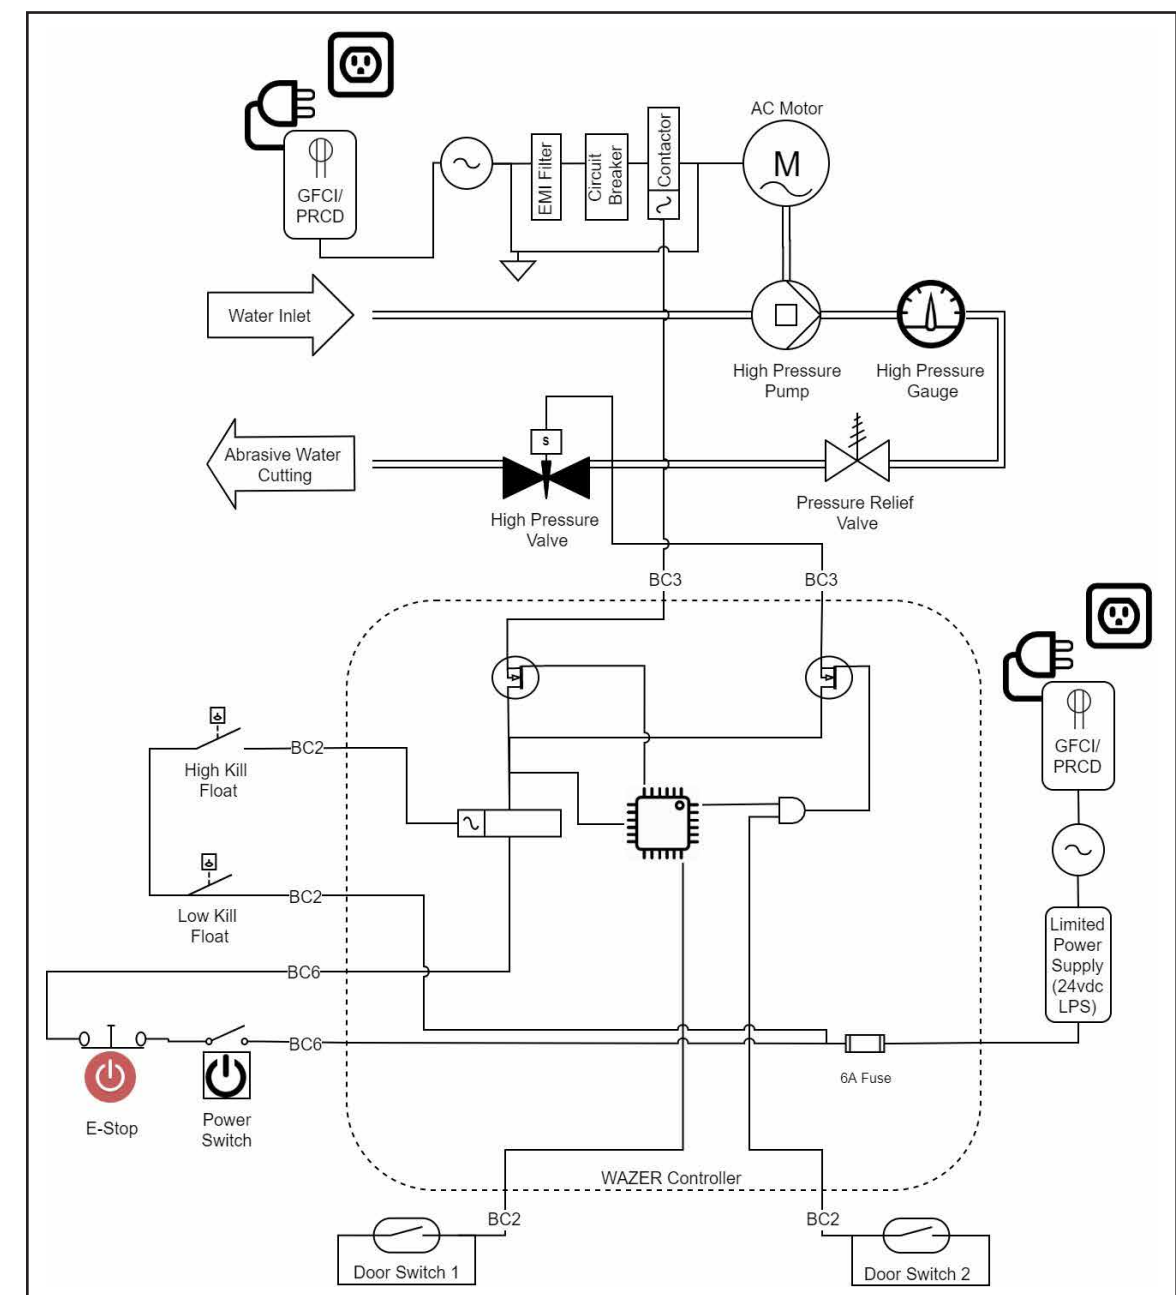 AC Motor
GFCI/
PRCD
EMI Filter
Circuit
Breaker
Contactor
M
Water Inlet
High Pressure
Pump
High Pressure
Gauge
Abrasive Water
Cutting
S
High Pressure
Valve
Pressure Relief
Valve
BC3
BC3
GFCI/
PRCD
High Kill
Float
BC2
Low Kill
Float
BC2
Limited
Power
Supply
(24vdc
LPS)
BC6
BC6
6A Fuse
E-Stop
Power
Switch
WAZER Controller
BC2
BC2
Door Switch 1
Door Switch 2